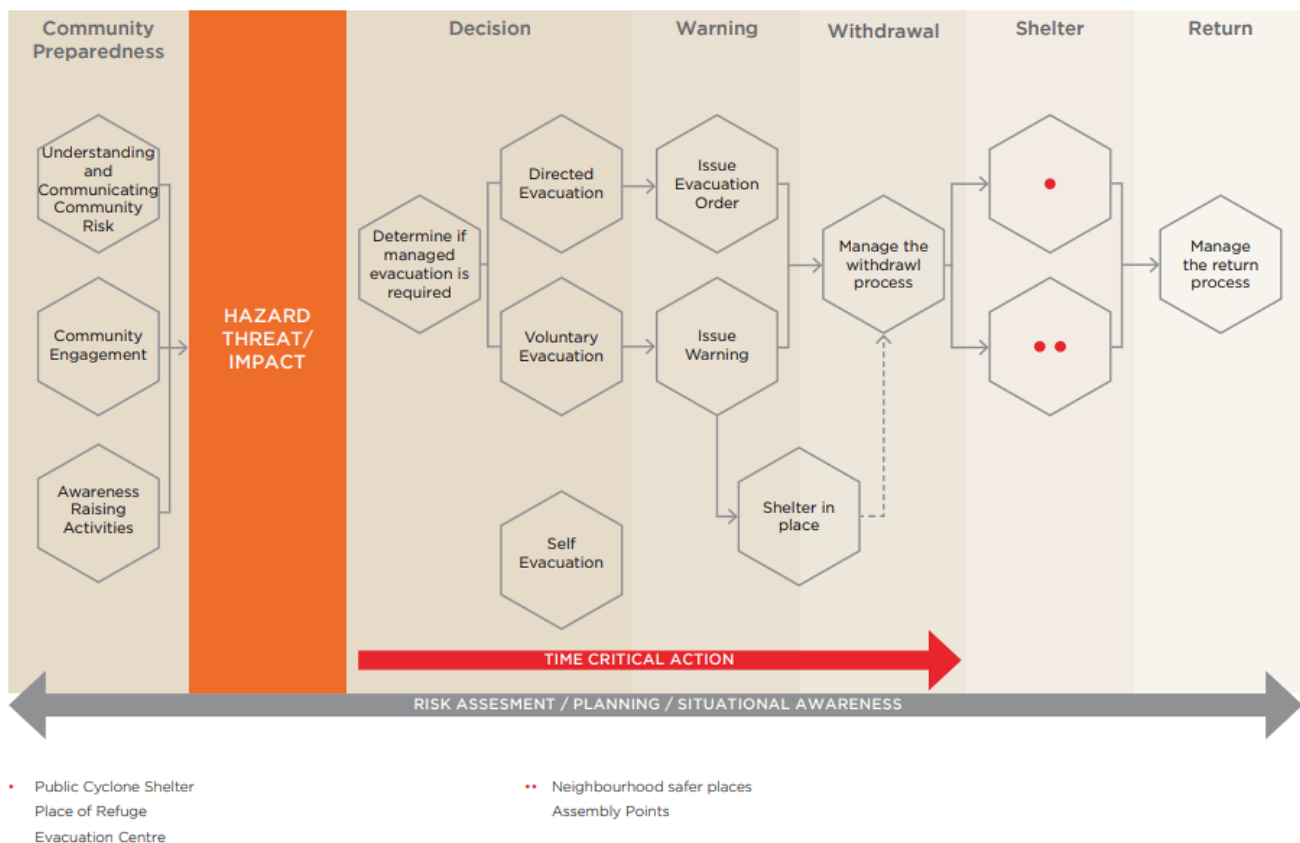 Community
Preparedness
Decision
Warning
Withdrawal
Shelter
Return
Understanding
and
Communicating
Community
Risk
Community
Engagement
Awareness
Raising
Activities
HAZARD
THREAT/
IMPACT
Determine if
managed
evacuation is
required
Directed
Evacuation
Voluntary
Evacuation
Self
Evacuation
Issue
Evacuation
Order
Issue
Warning
Shelter in
place
Manage the
withdrawl
process
Manage
the return
process
TIME CRITICAL ACTION
RISK ASSESMENT / PLANNING / SITUATIONAL AWARENESS
• Public Cyclone Shelter
Place of Refuge
Evacuation Centre
•• Neighbourhood safer places
Assembly Points